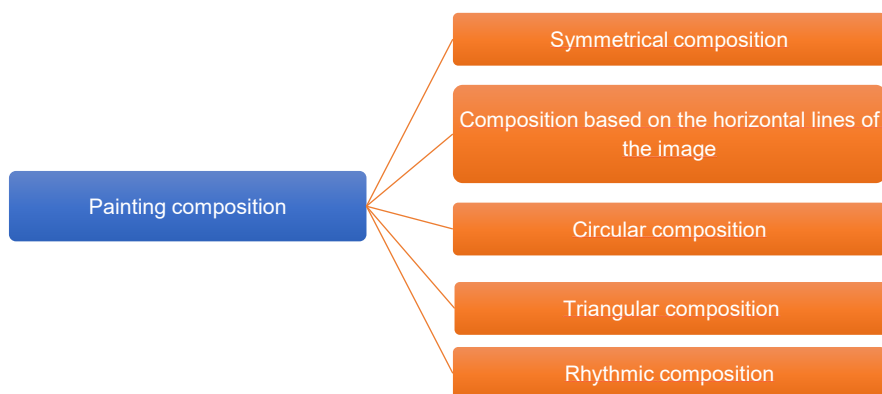 Symmetrical composition
Composition based on the horizontal lines of
the image
Painting composition
Circular composition
Triangular composition
Rhythmic composition